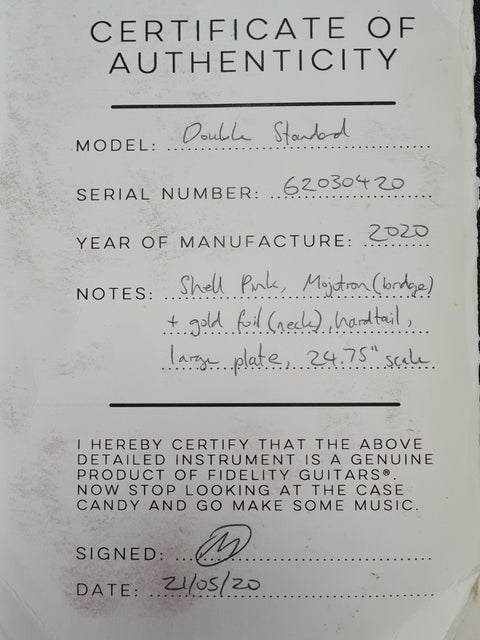 CERTIFICATE OF
AUTHENTICITY
MODEL: Double Standard
SERIAL NUMBER: 62030420
YEAR OF MANUFACTURE: 2020
NOTES: Shell Pink, Mojotron (bridge)
+ gold foil (neck), hardtail,
large plate, 24.75" scale
I HEREBY CERTIFY THAT THE ABOVE
DETAILED INSTRUMENT IS A GENUINE
PRODUCT OF FIDELITY GUITARS®.
NOW STOP LOOKING AT THE CASE
CANDY AND GO MAKE SOME MUSIC.
SIGNED: M
DATE: 21/05/20